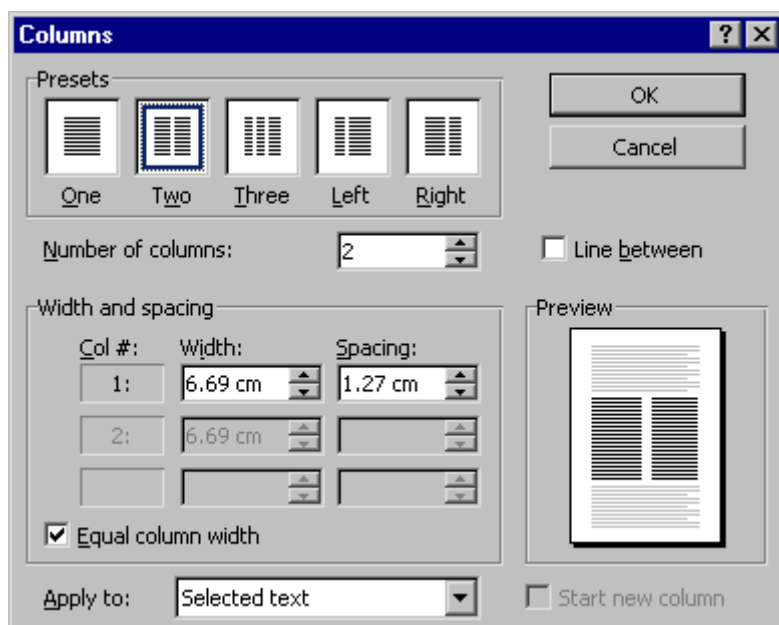 Columns
Presets
One Two Three Left Right
OK
Cancel
Number of columns: 2
Line between
Width and spacing
Col #: Width: Spacing:
1: 6.69 cm 1.27 cm
2: 6.69 cm
Equal column width
Preview
Apply to: Selected text
Start new column